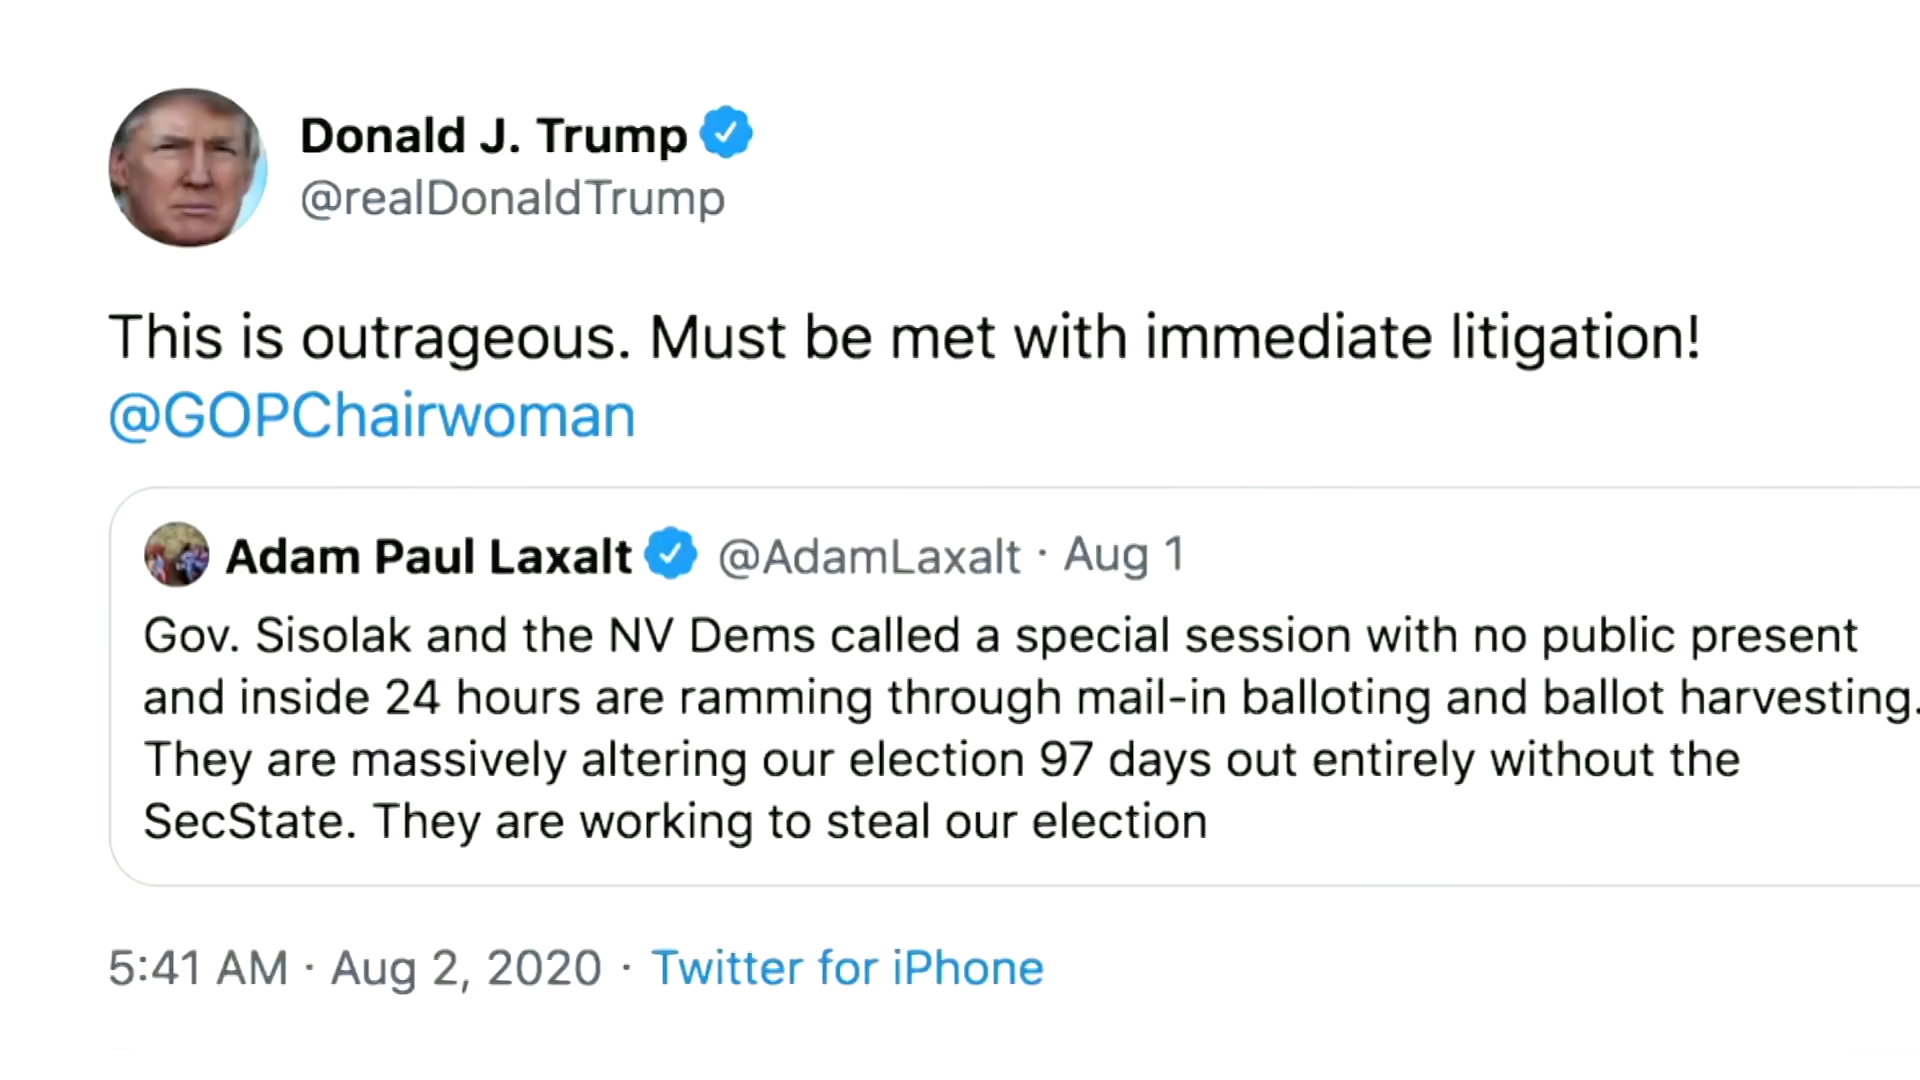 Donald J. Trump
@realDonaldTrump
This is outrageous. Must be met with immediate litigation!
@GOPChairwoman
Adam Paul Laxalt @AdamLaxalt · Aug 1
Gov. Sisolak and the NV Dems called a special session with no public present
and inside 24 hours are ramming through mail-in balloting and ballot harvesting.
They are massively altering our election 97 days out entirely without the
SecState. They are working to steal our election
5:41 AM · Aug 2, 2020 · Twitter for iPhone